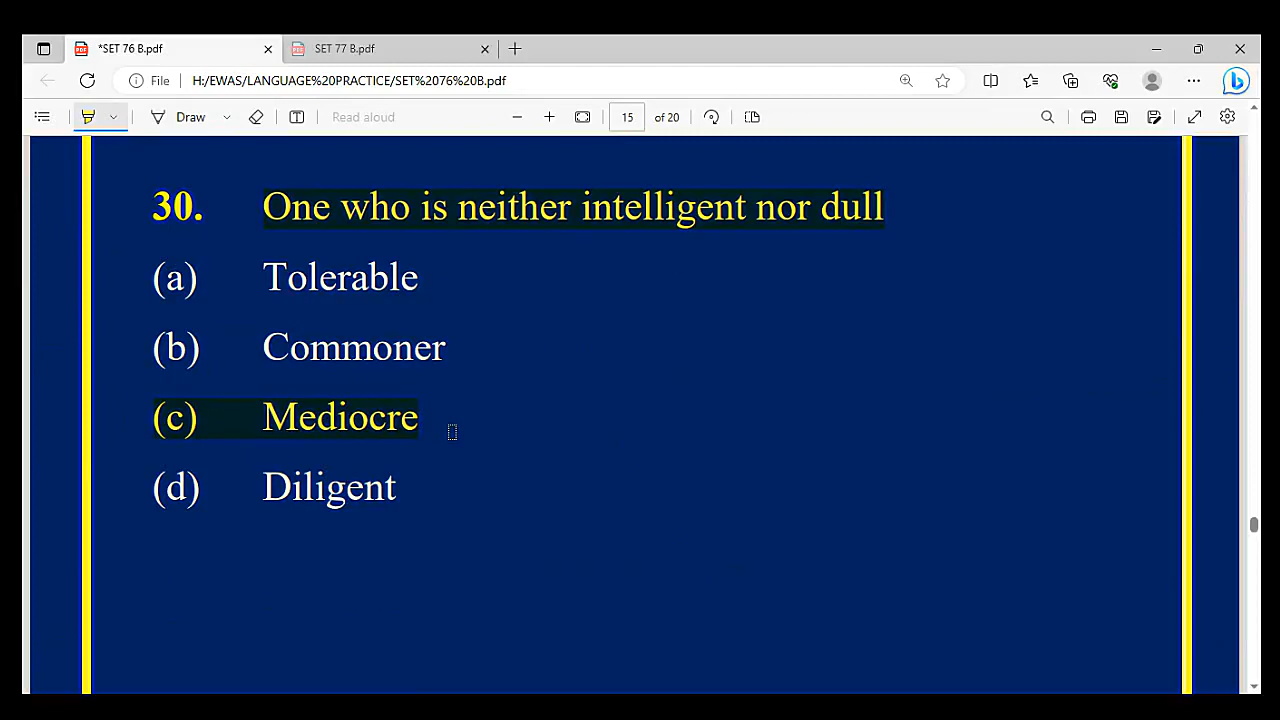 *SET 76 B.pdf
SET 77 B.pdf
File H:/EWAS/LANGUAGE%20PRACTICE/SET%2076%20B.pdf
Draw
Read aloud
15 of 20
30. One who is neither intelligent nor dull
(a) Tolerable
(b) Commoner
(c) Mediocre
(d) Diligent